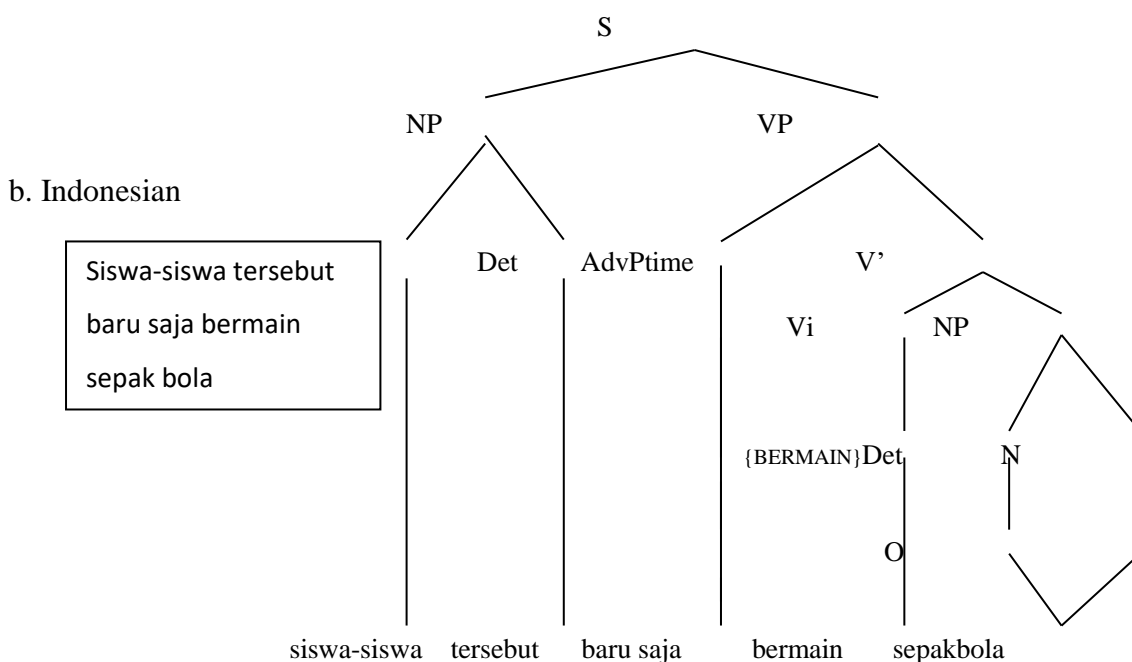 S
NP VP
b. Indonesian
Siswa-siswa tersebut
baru saja bermain
sepak bola
Det AdvPtime V’
Vi NP
{BERMAIN}Det N
O
siswa-siswa tersebut baru saja bermain sepakbola